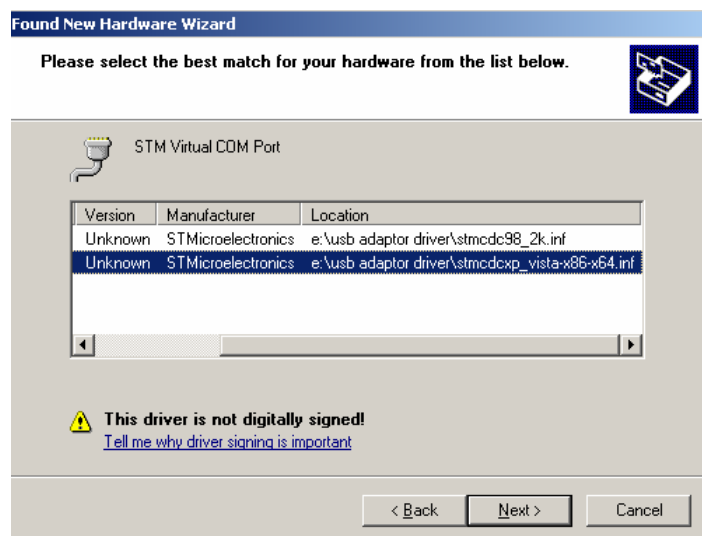 Found New Hardware Wizard
Please select the best match for your hardware from the list below.
STM Virtual COM Port
Version Manufacturer Location
Unknown STMicroelectronics e:\usb adaptor driver\stmcdc98_2k.inf
Unknown STMicroelectronics e:\usb adaptor driver\stmcdcxp_vista-x86-x64.inf
This driver is not digitally signed!
Tell me why driver signing is important
< Back Next > Cancel